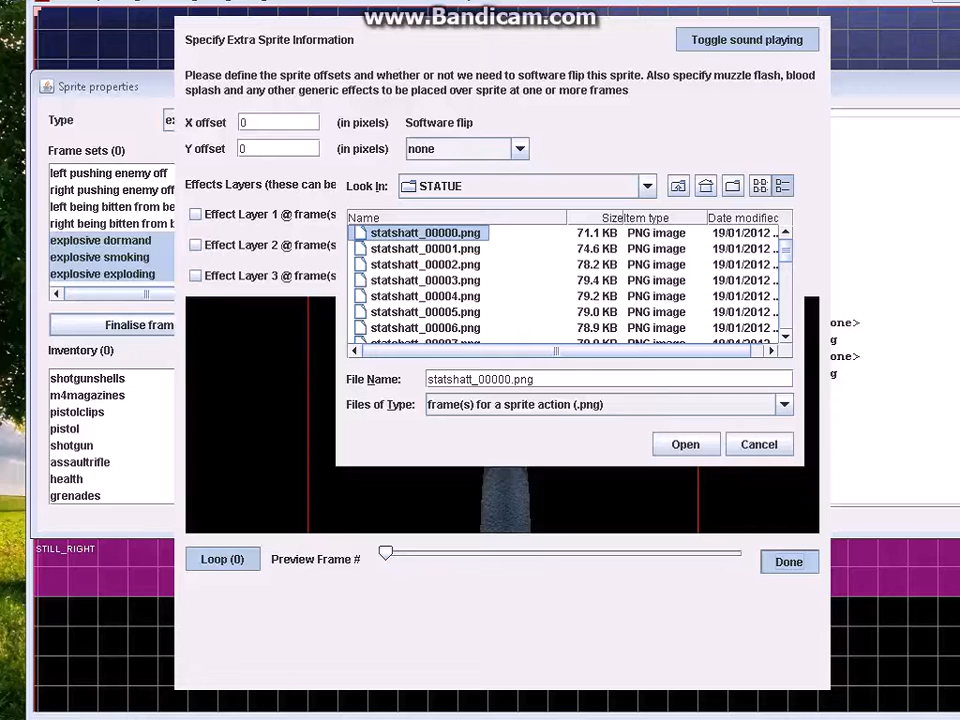 www.Bandicam.com
Specify Extra Sprite Information
Toggle sound playing
Please define the sprite offsets and whether or not we need to software flip this sprite. Also specify muzzle flash, blood
splash and any other generic effects to be placed over sprite at one or more frames
Sprite properties
Type
X offset 0 (in pixels) Software flip
Y offset 0 (in pixels) none
Frame sets (0)
left pushing enemy off
right pushing enemy off
left being bitten from b
right being bitten from
explosive dormand
explosive smoking
explosive exploding
Finalise fram
Inventory (0)
shotgunshells
m4magazines
pistolclips
pistol
shotgun
assaultrifle
health
grenades
Effects Layers (these can be
Effect Layer 1 @ frame(s
Effect Layer 2 @ frame(s
Effect Layer 3 @ frame(s
Look In: STATUE
Name Size Item type Date modified
statshatt_00000.png 71.1 KB PNG image 19/01/2012 ..
statshatt_00001.png 74.6 KB PNG image 19/01/2012 ..
statshatt_00002.png 78.2 KB PNG image 19/01/2012 ..
statshatt_00003.png 79.4 KB PNG image 19/01/2012 ..
statshatt_00004.png 79.2 KB PNG image 19/01/2012 ..
statshatt_00005.png 79.0 KB PNG image 19/01/2012 ..
statshatt_00006.png 78.9 KB PNG image 19/01/2012 ..
File Name: statshatt_00000.png
Files of Type: frame(s) for a sprite action (.png)
Open Cancel
one>
g
one>
g
STILL_RIGHT
Loop (0) Preview Frame # Done